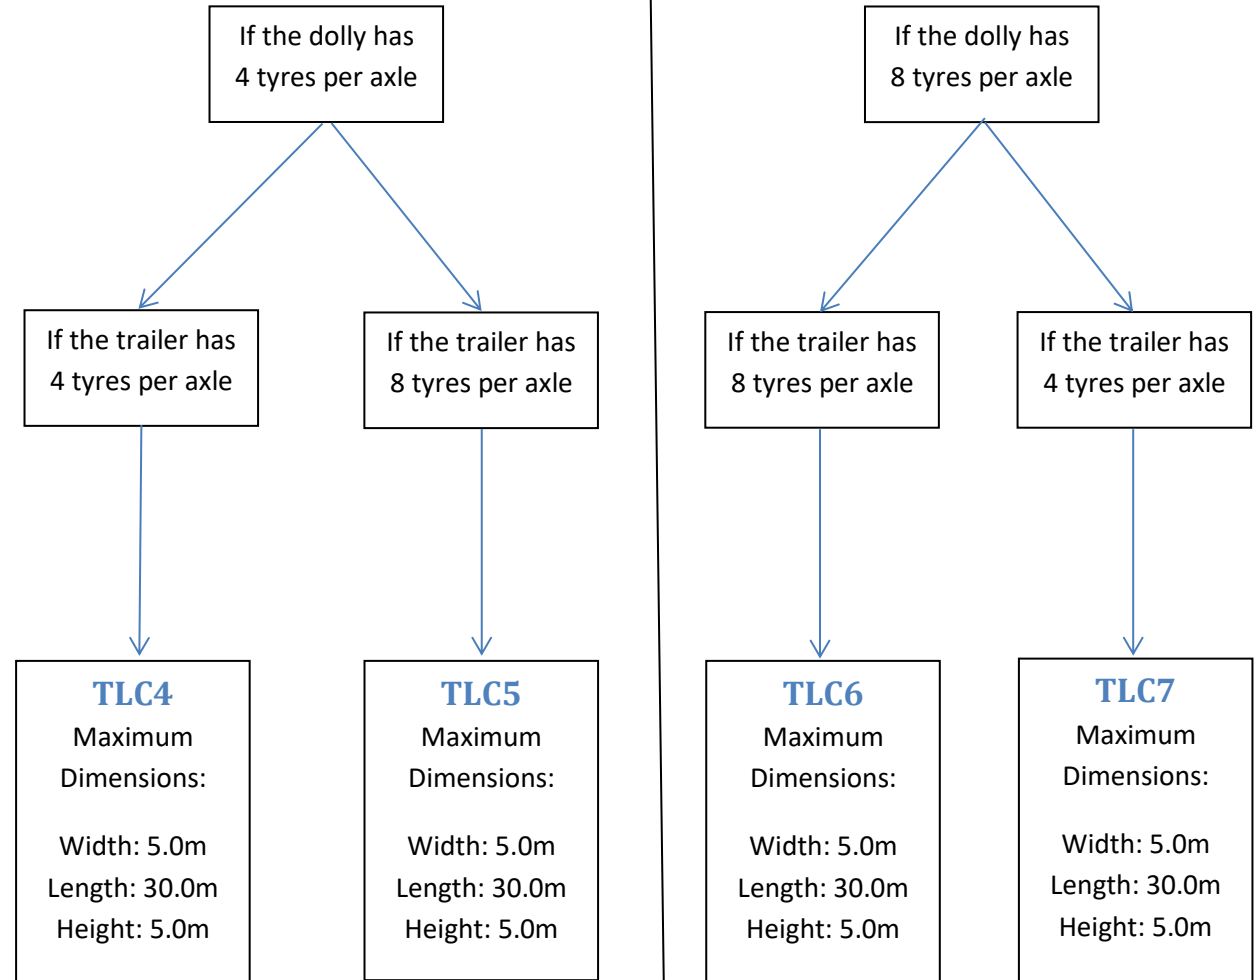 If the dolly has
4 tyres per axle
If the dolly has
8 tyres per axle
If the trailer has
4 tyres per axle
If the trailer has
8 tyres per axle
If the trailer has
8 tyres per axle
If the trailer has
4 tyres per axle
TLC4
Maximum
Dimensions:
Width: 5.0m
Length: 30.0m
Height: 5.0m
TLC5
Maximum
Dimensions:
Width: 5.0m
Length: 30.0m
Height: 5.0m
TLC6
Maximum
Dimensions:
Width: 5.0m
Length: 30.0m
Height: 5.0m
TLC7
Maximum
Dimensions:
Width: 5.0m
Length: 30.0m
Height: 5.0m